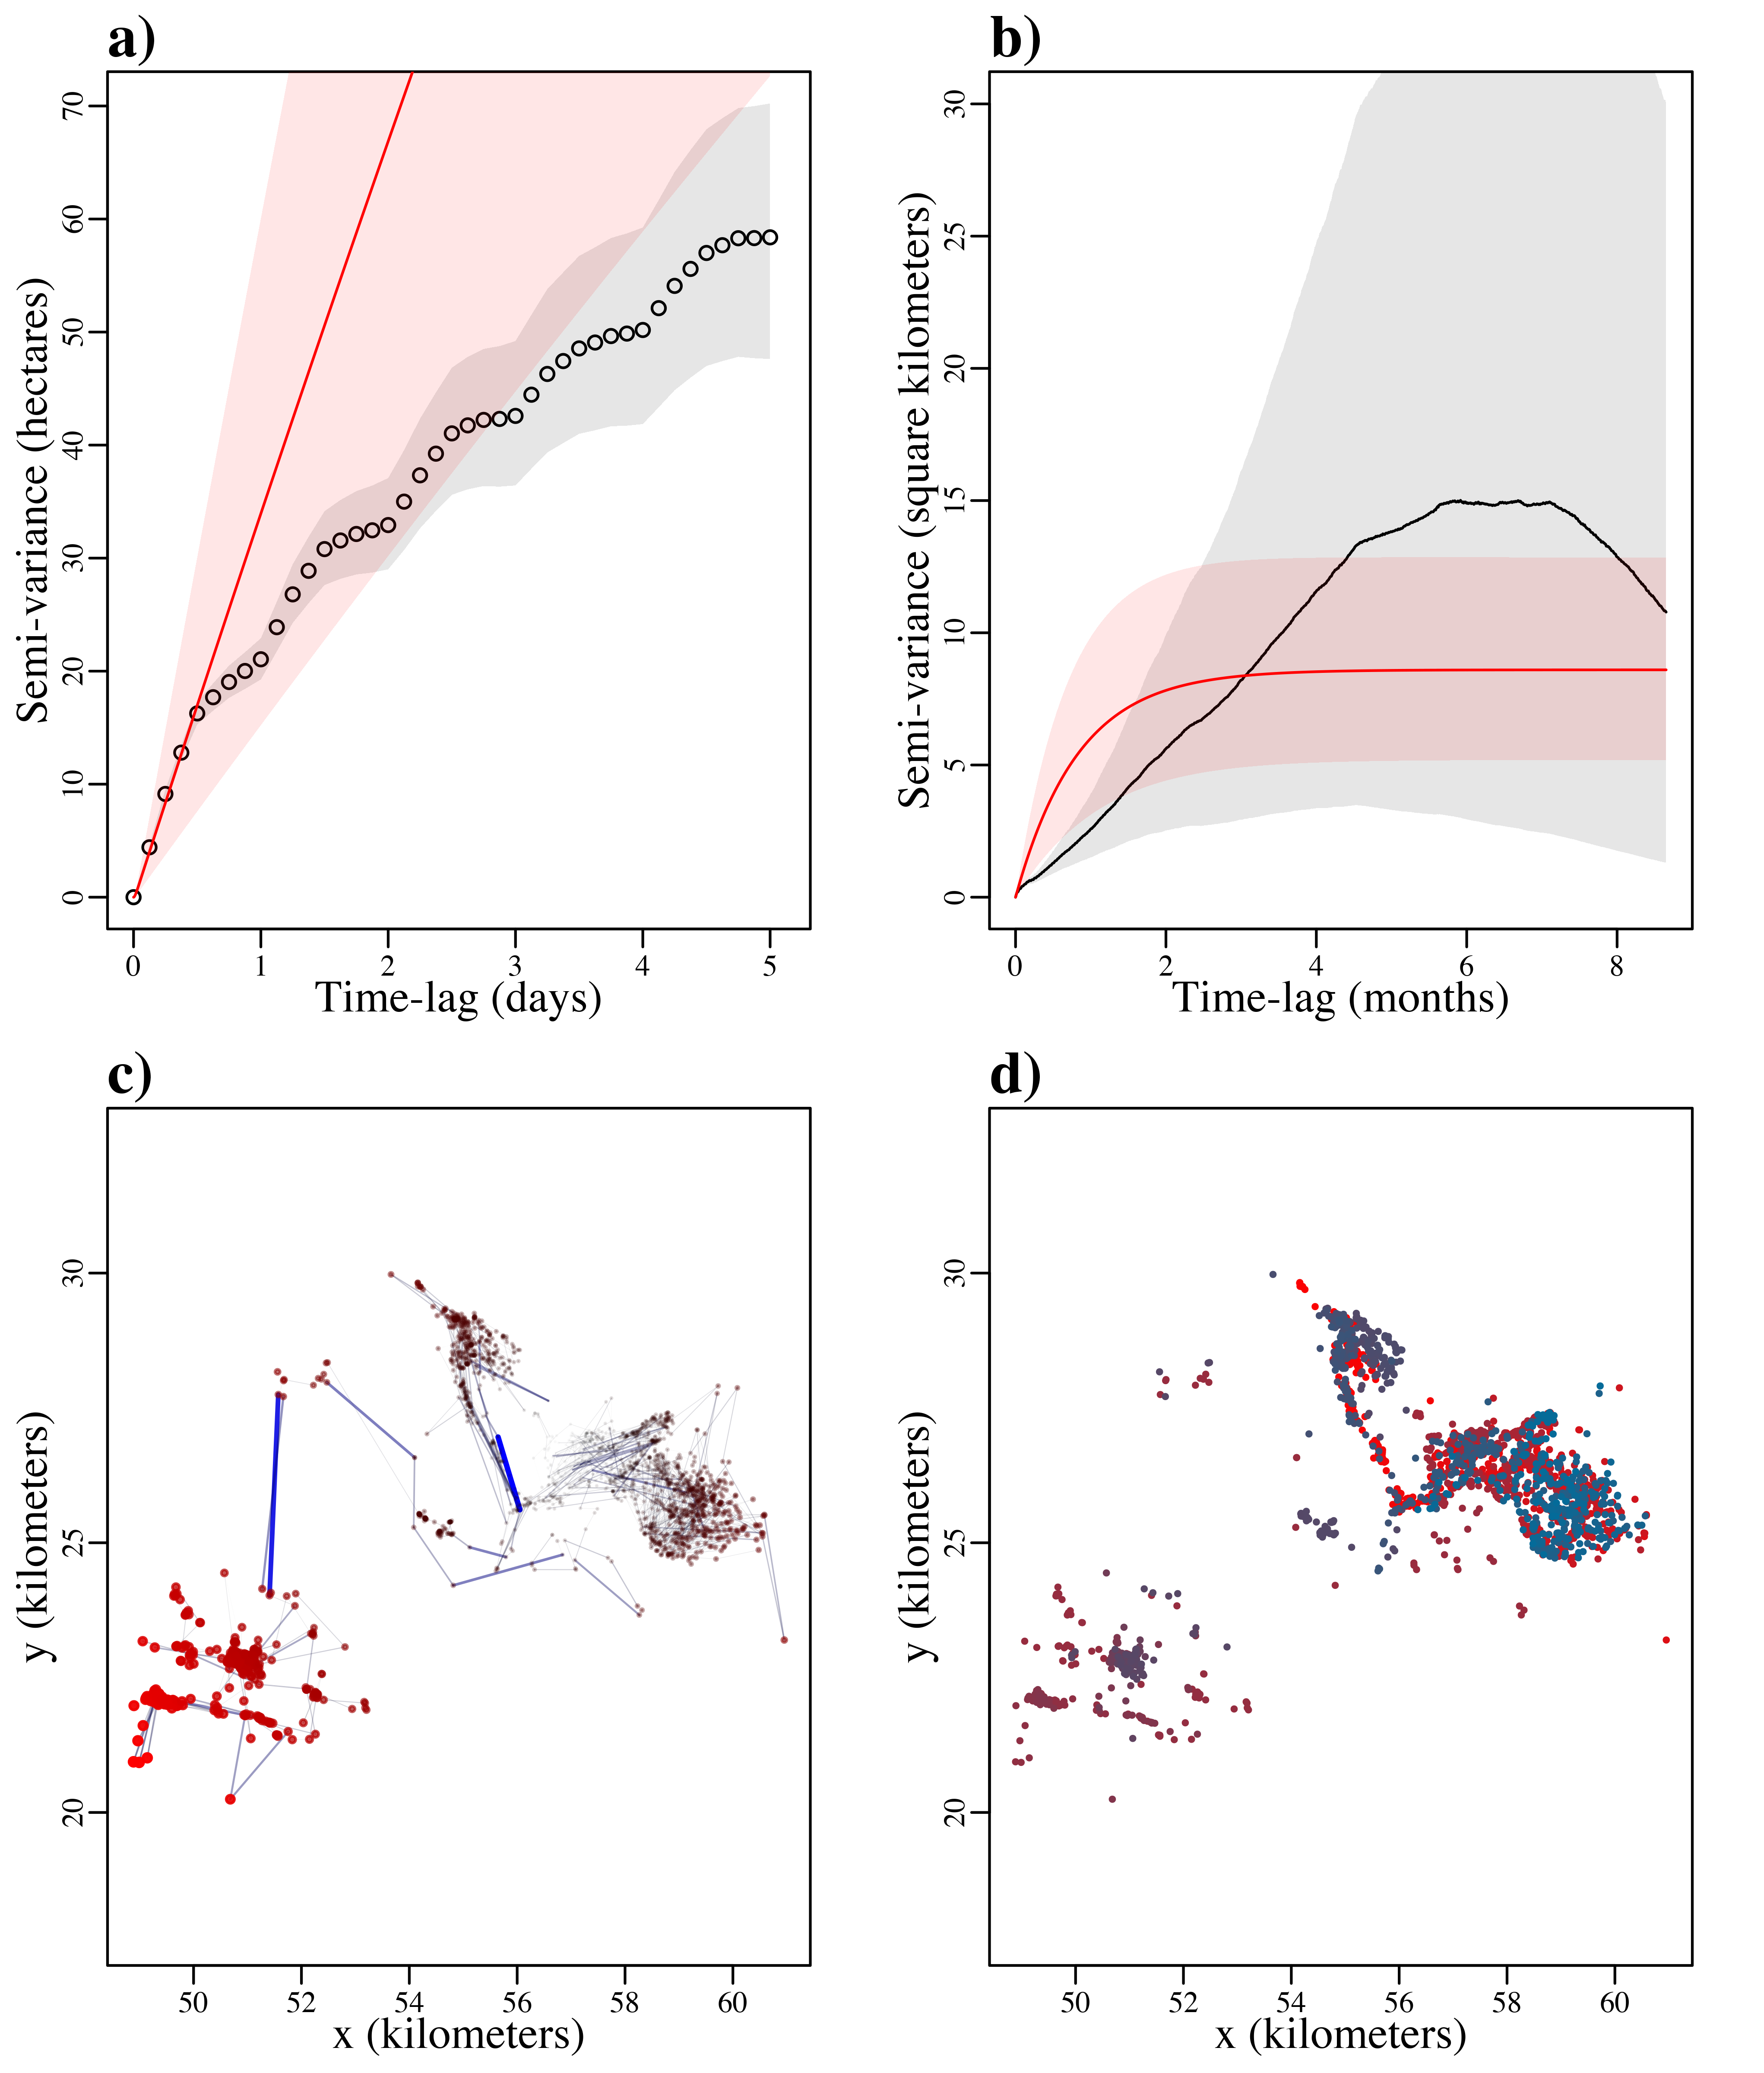 a)
Semi-variance (hectares)
70
60
50
40
30
20
10
0
0 1 2 3 4 5
Time-lag (days)
b)
Semi-variance (square kilometers)
30
25
20
15
10
5
0
0 2 4 6 8
Time-lag (months)
c)
y (kilometers)
30
25
20
50 52 54 56 58 60
x (kilometers)
d)
y (kilometers)
30
25
20
50 52 54 56 58 60
x (kilometers)